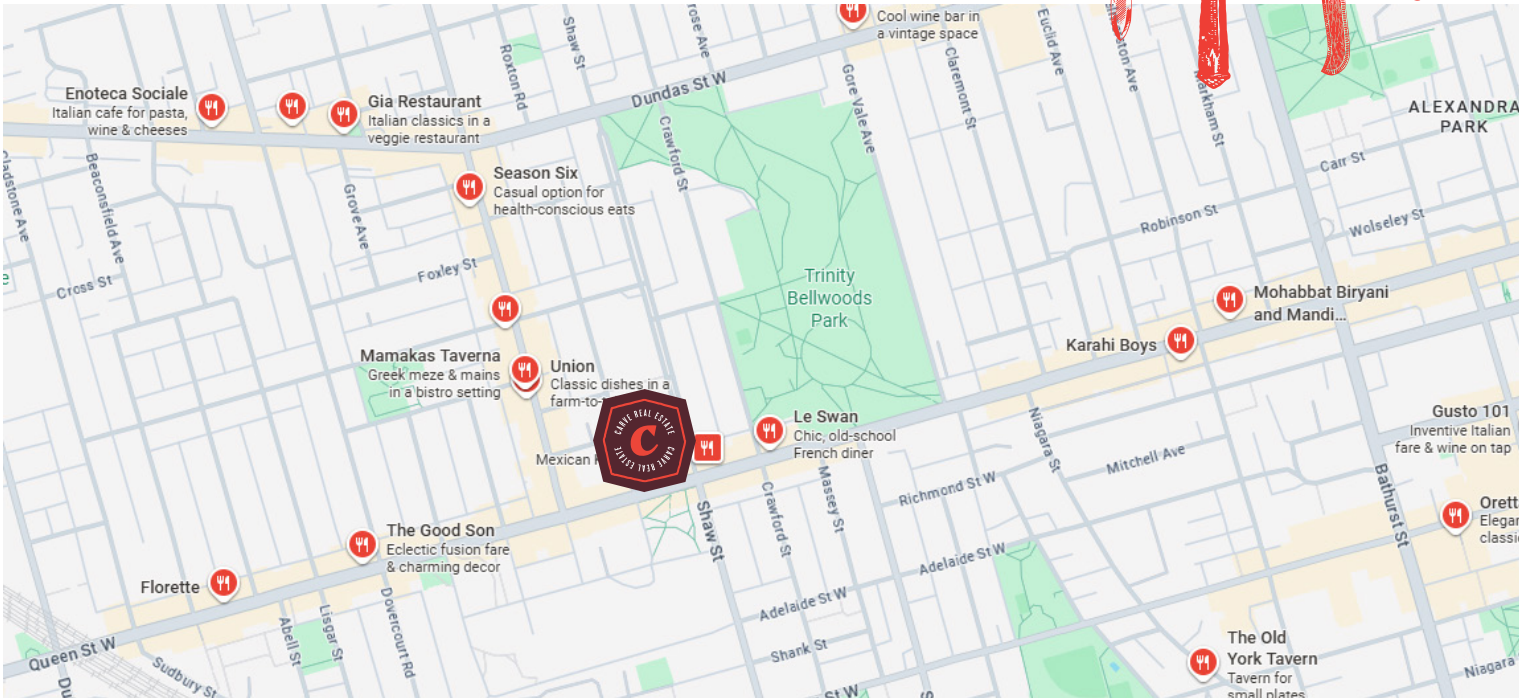 Cool wine bar in
a vintage space
Shaw St
rose Ave
Roxton Rd
Euclid Ave
Claremont St
Gore Vale Ave
Dundas St W
Enoteca Sociale
Italian cafe for pasta,
wine & cheeses
Gia Restaurant
Italian classics in a
veggie restaurant
ALEXANDRA
PARK
Crawford St
Carr St
Beaconsfield Ave
Season Six
Casual option for
health-conscious eats
Grove Ave
Robinson St
Wolseley St
Foxley St
Cross St
Trinity
Bellwoods
Park
Mohabbat Biryani
and Mandi...
Karahi Boys
Mamakas Taverna
Greek meze & mains
in a bistro setting
Union
Classic dishes in a
farm-to-
CARVE REAL ESTATE
CARVE REAL ESTATE
C
Mexican
Le Swan
Chic, old-school
French diner
Niagara St
Gusto 101
Inventive Italian
fare & wine on tap
Mitchell Ave
Bathurst St
Richmond St W
Massey St
Crawford St
Shaw St
The Good Son
Eclectic fusion fare
& charming decor
Adelaide St W
Florette
Adelaide St W
Abell St
Lisgar St
Dovercourt Rd
Queen St W
Sudbury St
Shank St
The Old
York Tavern
Tavern for
small plates
Niagara
St W